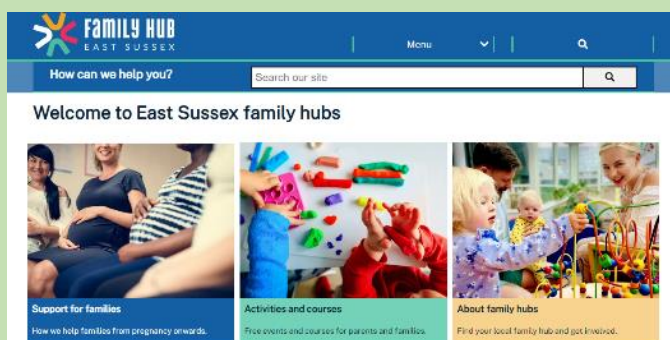 FAMILY HUB
EAST SUSSEX
Menu
How can we help you?
Search our site
Welcome to East Sussex family hubs
Support for families
How we help families from pregnancy onwards.
Activities and courses
Free events and courses for parents and families.
About family hubs
Find your local family hub and get involved.